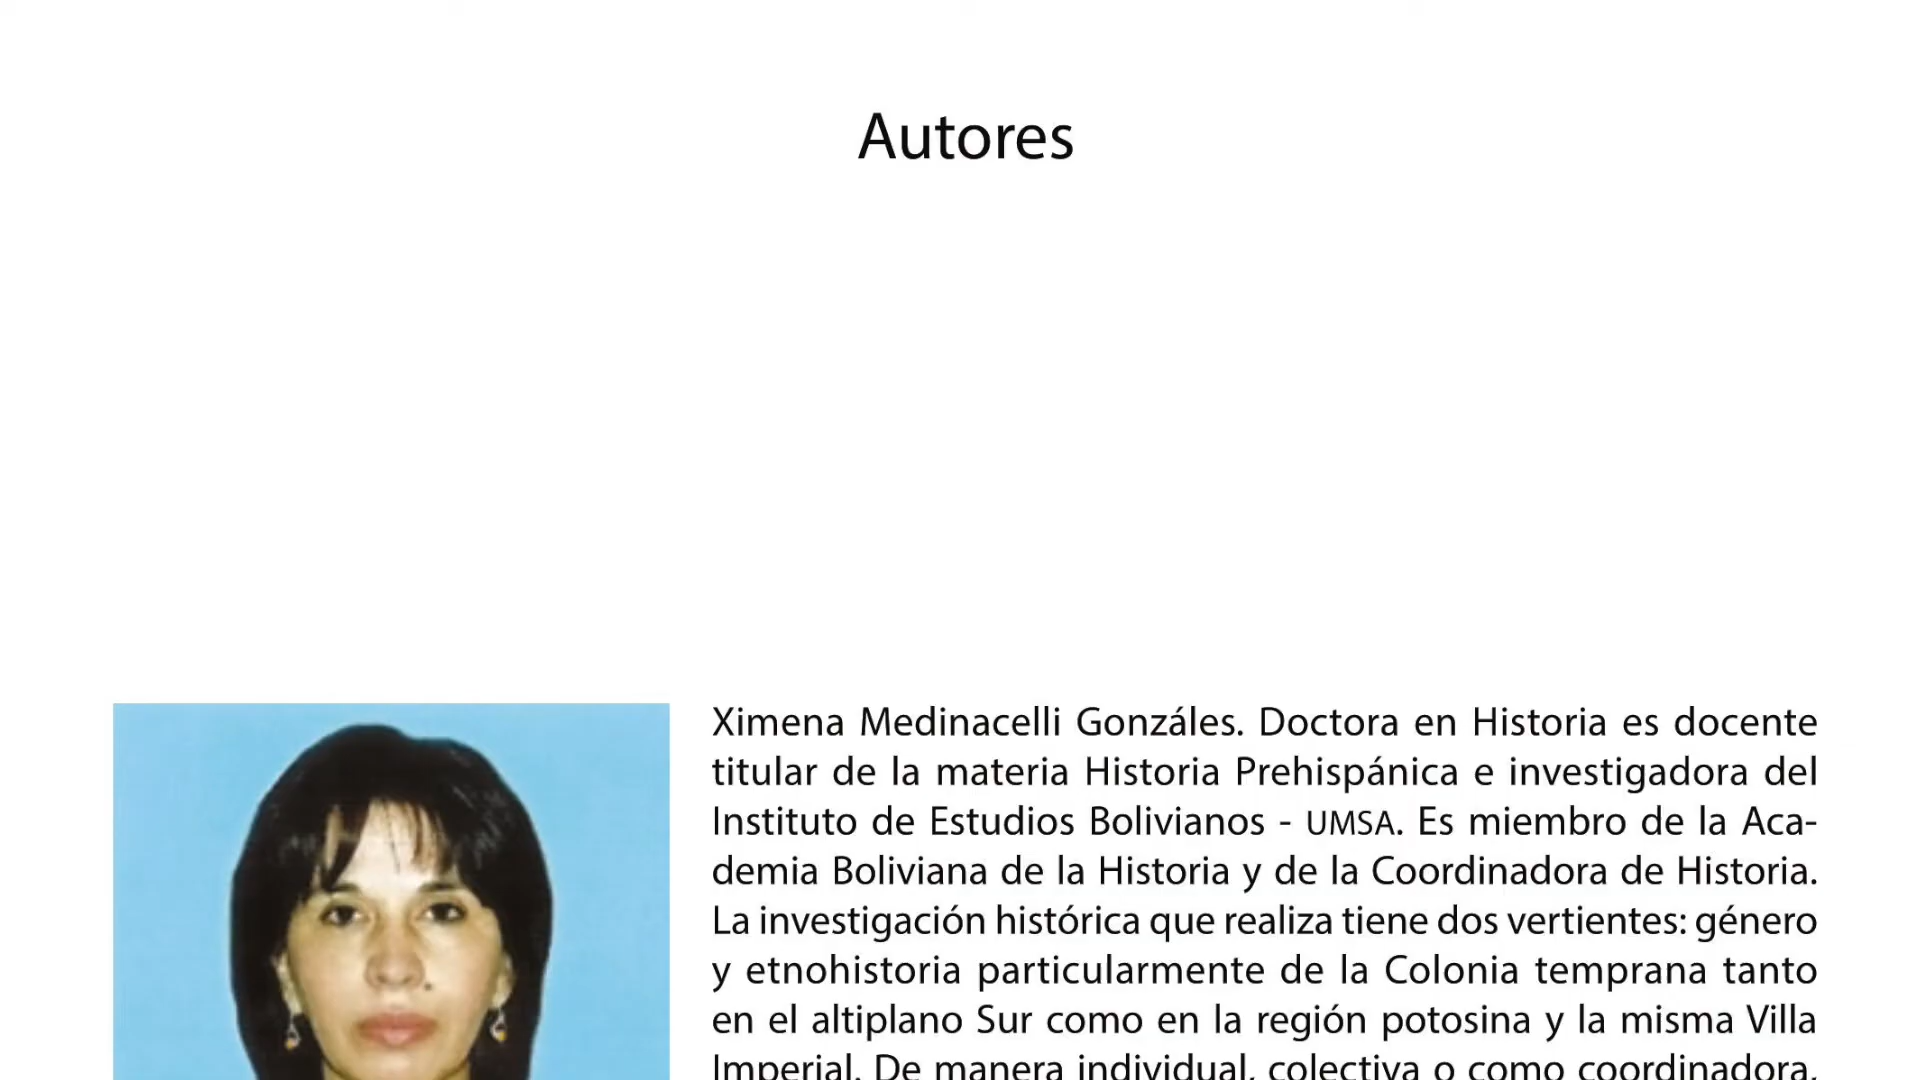 Autores
Ximena Medinacelli Gonzáles. Doctora en Historia es docente
titular de la materia Historia Prehispánica e investigadora del
Instituto de Estudios Bolivianos - UMSA. Es miembro de la Aca-
demia Boliviana de la Historia y de la Coordinadora de Historia.
La investigación histórica que realiza tiene dos vertientes: género
y etnohistoria particularmente de la Colonia temprana tanto
en el altiplano Sur como en la región potosina y la misma Villa
Imperial. De manera individual, colectiva o como coordinadora,